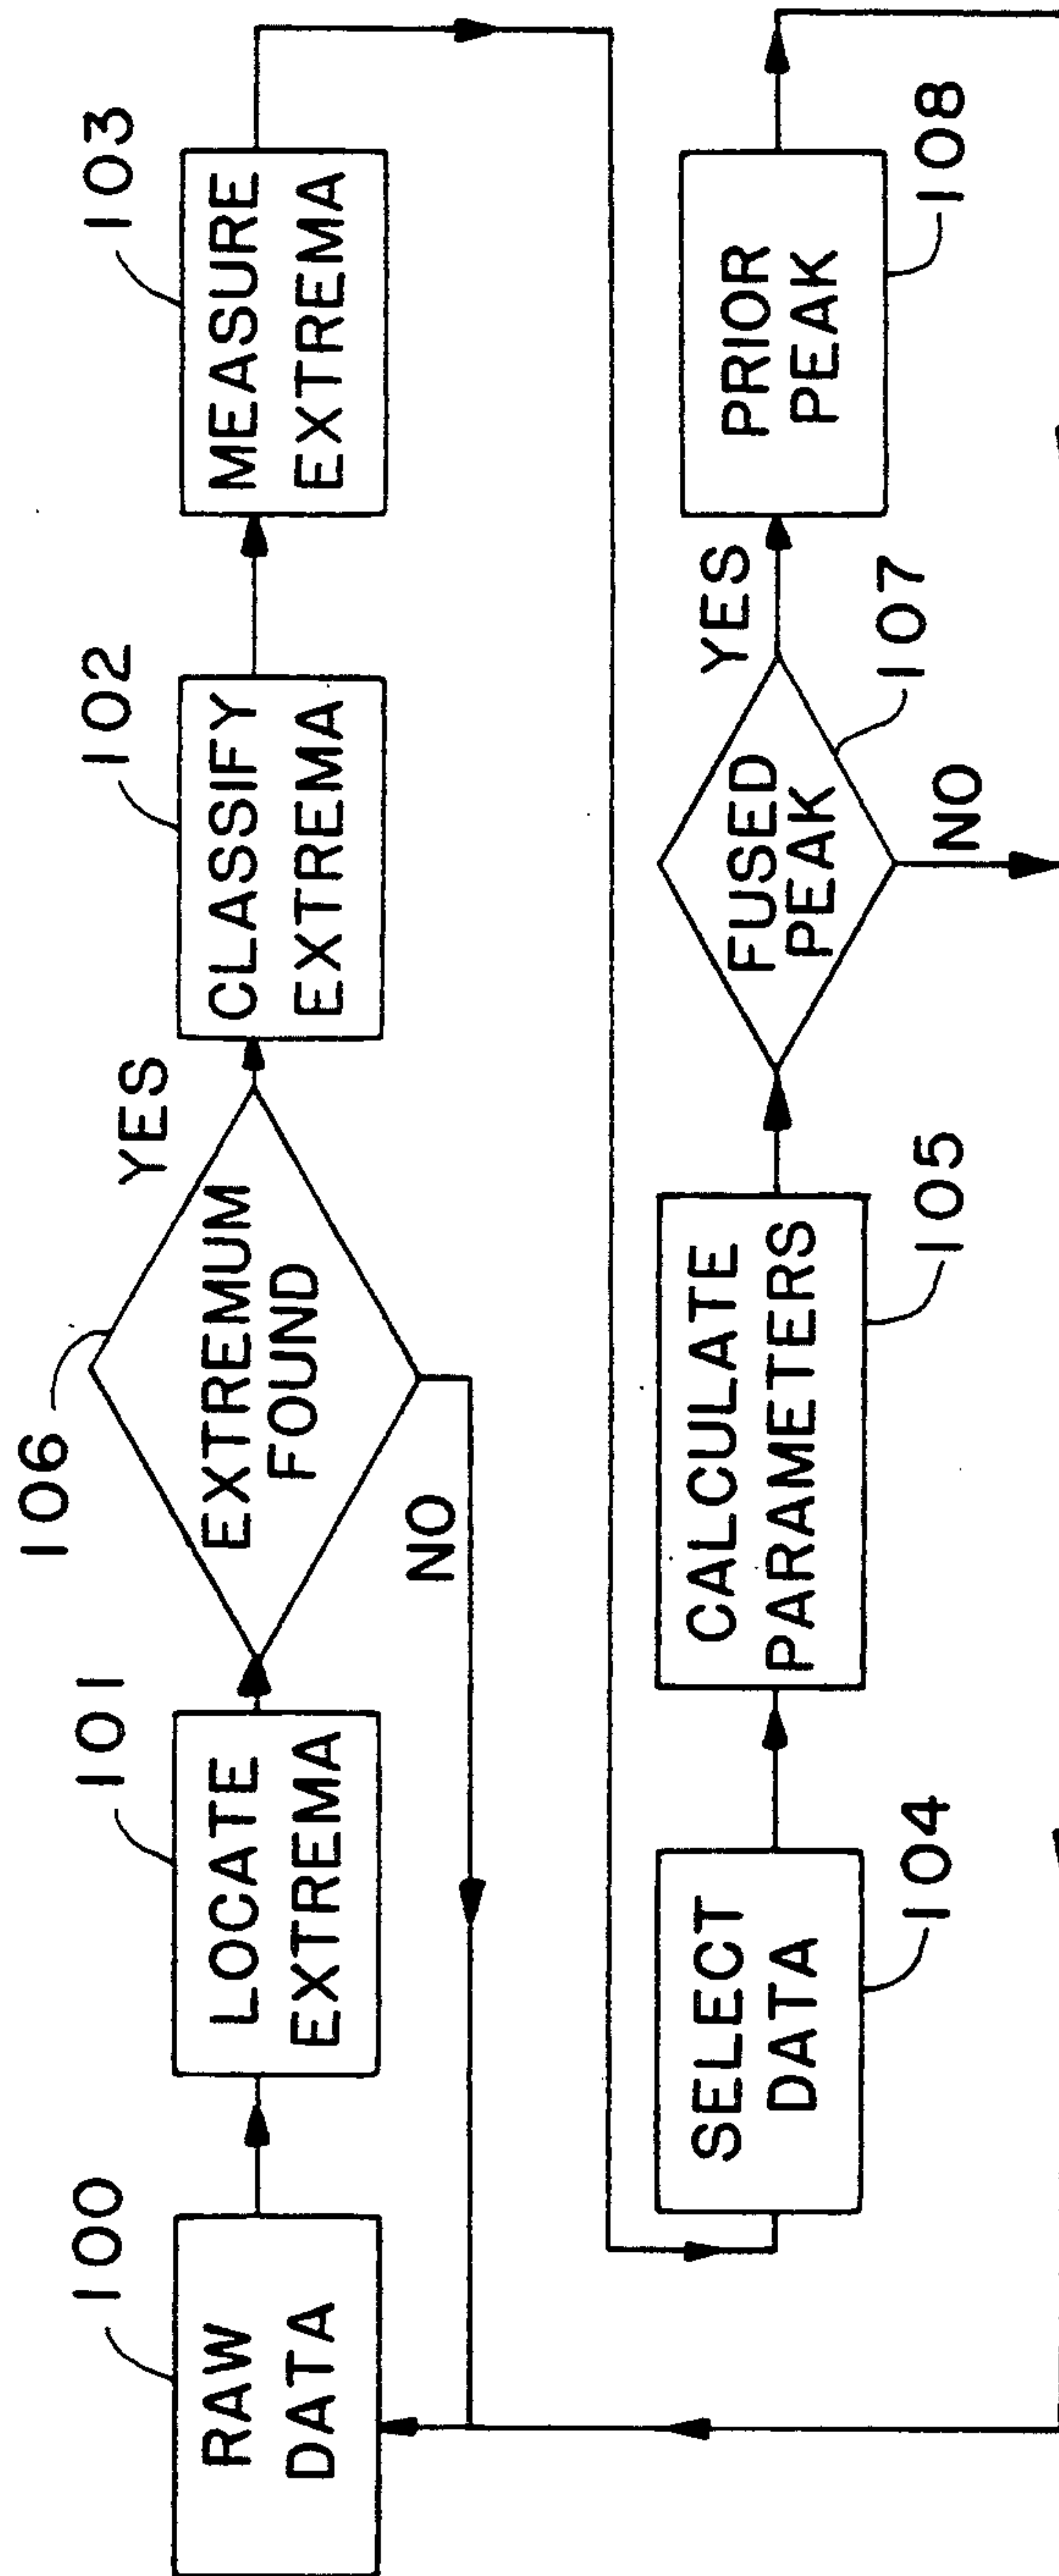 100
RAW
DATA
101
LOCATE
EXTREMA
106
EXTREMUM
FOUND
YES
NO
102
CLASSIFY
EXTREMA
103
MEASURE
EXTREMA
SELECT
DATA
104
CALCULATE
PARAMETERS
105
FUSED
PEAK
107
YES
NO
PRIOR
PEAK
108